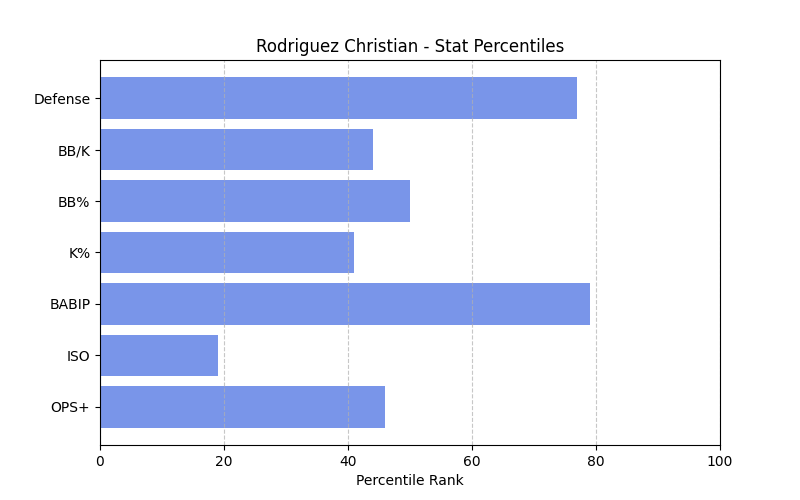 Rodriguez Christian - Stat Percentiles
Defense
BB/K
BB%
K%
BABIP
ISO
OPS+
0 20 40 60 80 100
Percentile Rank